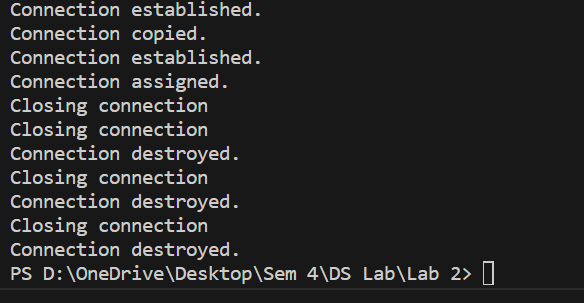 Connection established.
Connection copied.
Connection established.
Connection assigned.
Closing connection
Closing connection
Connection destroyed.
Closing connection
Connection destroyed.
Closing connection
Connection destroyed.
PS D:\OneDrive\Desktop\Sem 4\DS Lab\Lab 2>